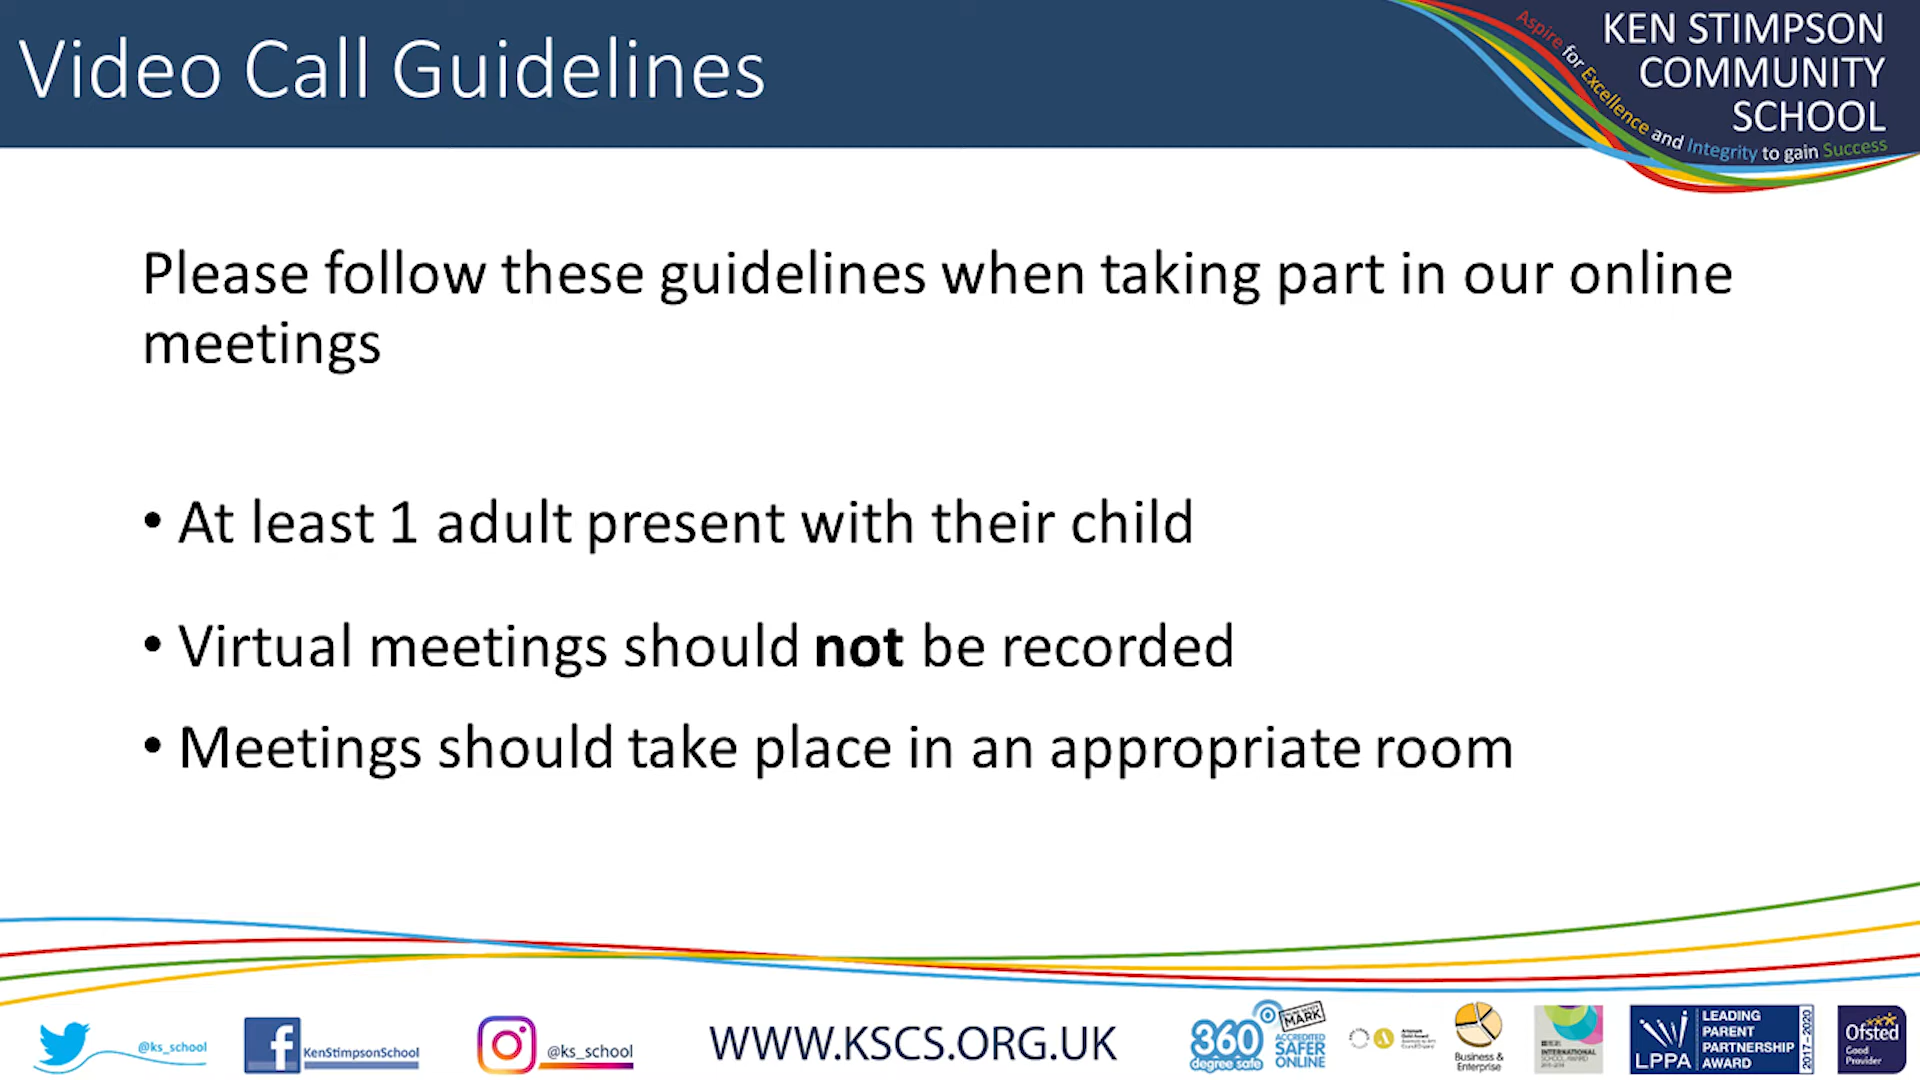 Video Call Guidelines
KEN STIMPSON
COMMUNITY
SCHOOL
Aspire for Excellence and Integrity to gain Success
Please follow these guidelines when taking part in our online
meetings
• At least 1 adult present with their child
• Virtual meetings should not be recorded
• Meetings should take place in an appropriate room
@ks_school
KenStimpsonSchool
@ks_school
WWW.KSCS.ORG.UK
360
degree safe
MARK
ACCREDITED
SAFER
ONLINE
Business &
Enterprise
INTERNATIONAL
SCHOOL AWARD
LPPA
LEADING
PARENT
PARTNERSHIP
AWARD
2017-2020
Ofsted
Good
Provider